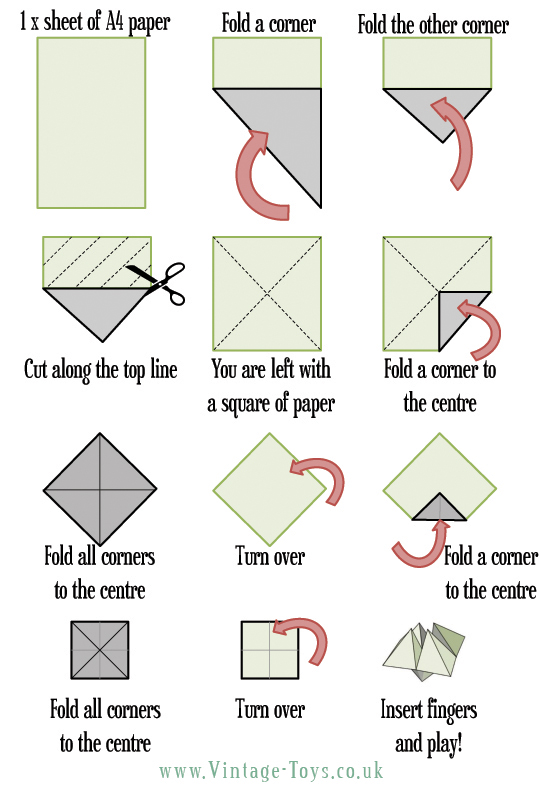 1 x sheet of A4 paper
Fold a corner
Fold the other corner
Cut along the top line
You are left with
a square of paper
Fold a corner to
the centre
Fold all corners
to the centre
Turn over
Fold a corner
to the centre
Fold all corners
to the centre
Turn over
Insert fingers
and play!
www.Vintage-Toys.co.uk